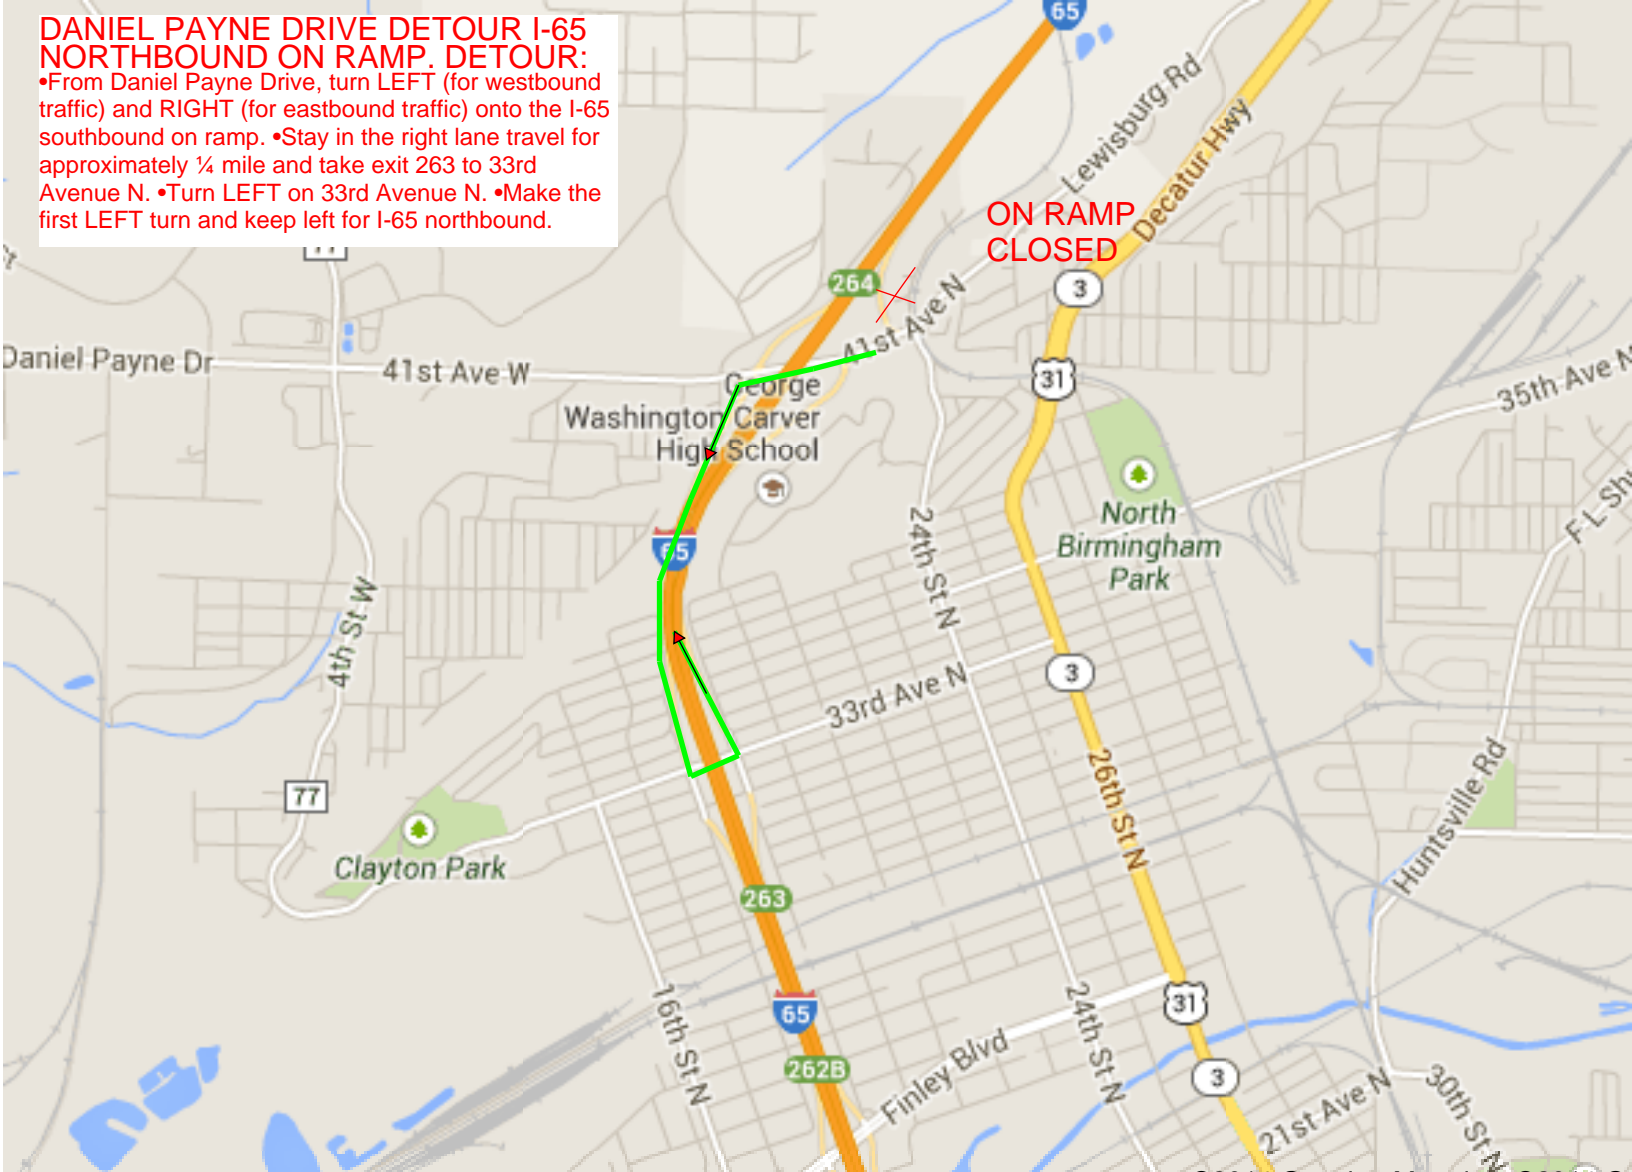 DANIEL PAYNE DRIVE DETOUR I-65
NORTHBOUND ON RAMP. DETOUR:
•From Daniel Payne Drive, turn LEFT (for westbound
traffic) and RIGHT (for eastbound traffic) onto the I-65
southbound on ramp. •Stay in the right lane travel for
approximately ¼ mile and take exit 263 to 33rd
Avenue N. •Turn LEFT on 33rd Avenue N. •Make the
first LEFT turn and keep left for I-65 northbound.
65
Lewisburg Rd
Decatur Hwy
ON RAMP
CLOSED
77
264
3
41st Ave N
Daniel Payne Dr
41st Ave W
31
35th Ave N
George
Washington Carver
High School
North
Birmingham
Park
F L Shu
24th St N
65
4th St W
3
33rd Ave N
26th St N
77
Huntsville Rd
Clayton Park
263
16th St N
65
24th St N
31
262B
Finley Blvd
3
21st Ave N
30th St N